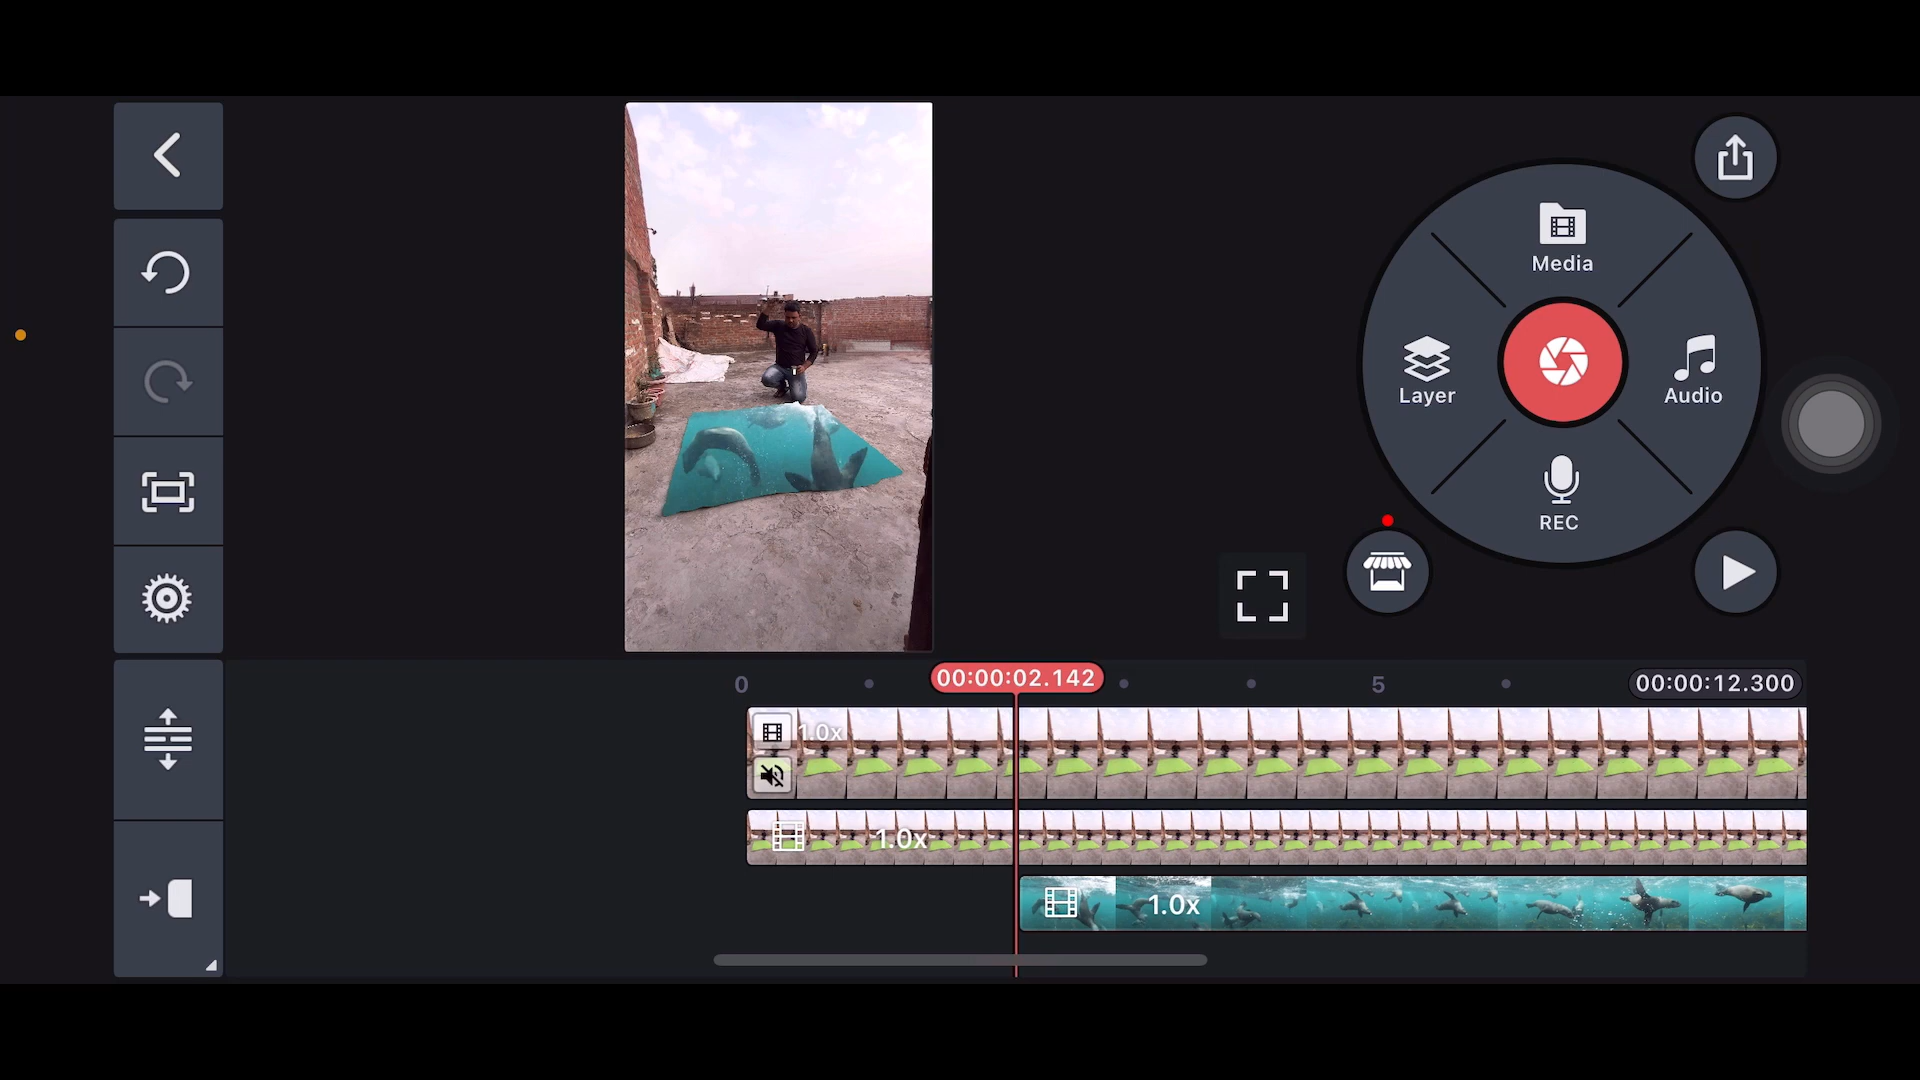 Media
Layer
Audio
REC
0
00:00:02.142
5
00:00:12.300
1.0x
1.0x
1.0x